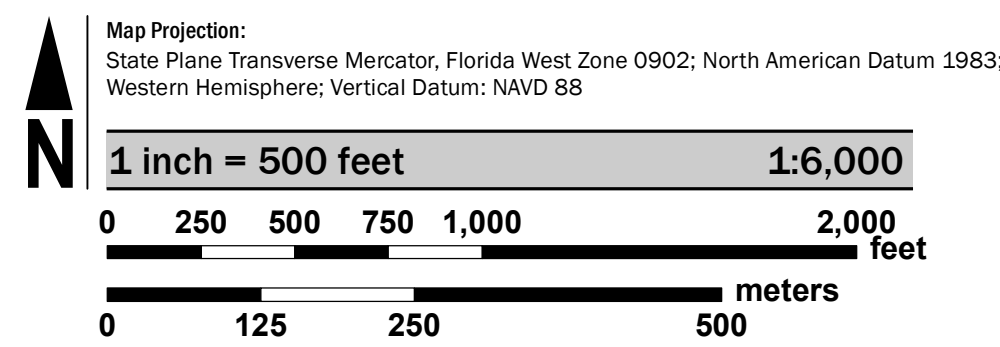 Map Projection:
State Plane Transverse Mercator, Florida West Zone 0902; North American Datum 1983;
Western Hemisphere; Vertical Datum: NAVD 88
N
1 inch = 500 feet 1:6,000
0 250 500 750 1,000 2,000
feet
meters
0 125 250 500